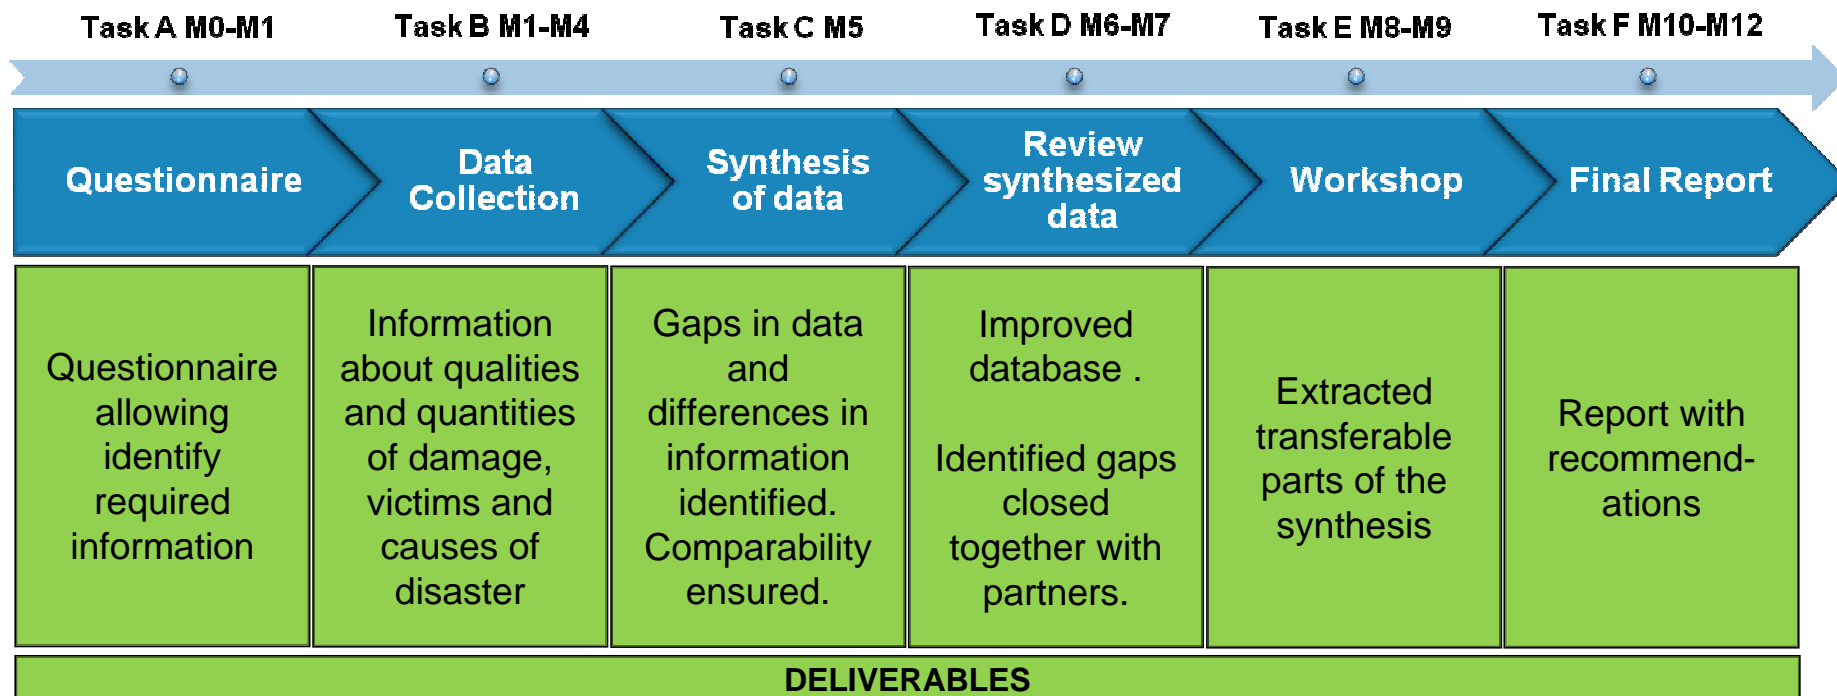 Task A M0-M1
Task B M1-M4
Task C M5
Task D M6-M7
Task E M8-M9
Task F M10-M12
Questionnaire
Data
Collection
Synthesis
of data
Review
synthesized
data
Workshop
Final Report
Questionnaire
allowing
identify
required
information
Information
about qualities
and quantities
of damage,
victims and
causes of
disaster
Gaps in data
and
differences in
information
identified.
Comparability
ensured.
Improved
database .
Identified gaps
closed
together with
partners.
Extracted
transferable
parts of the
synthesis
Report with
recommend-
ations
DELIVERABLES